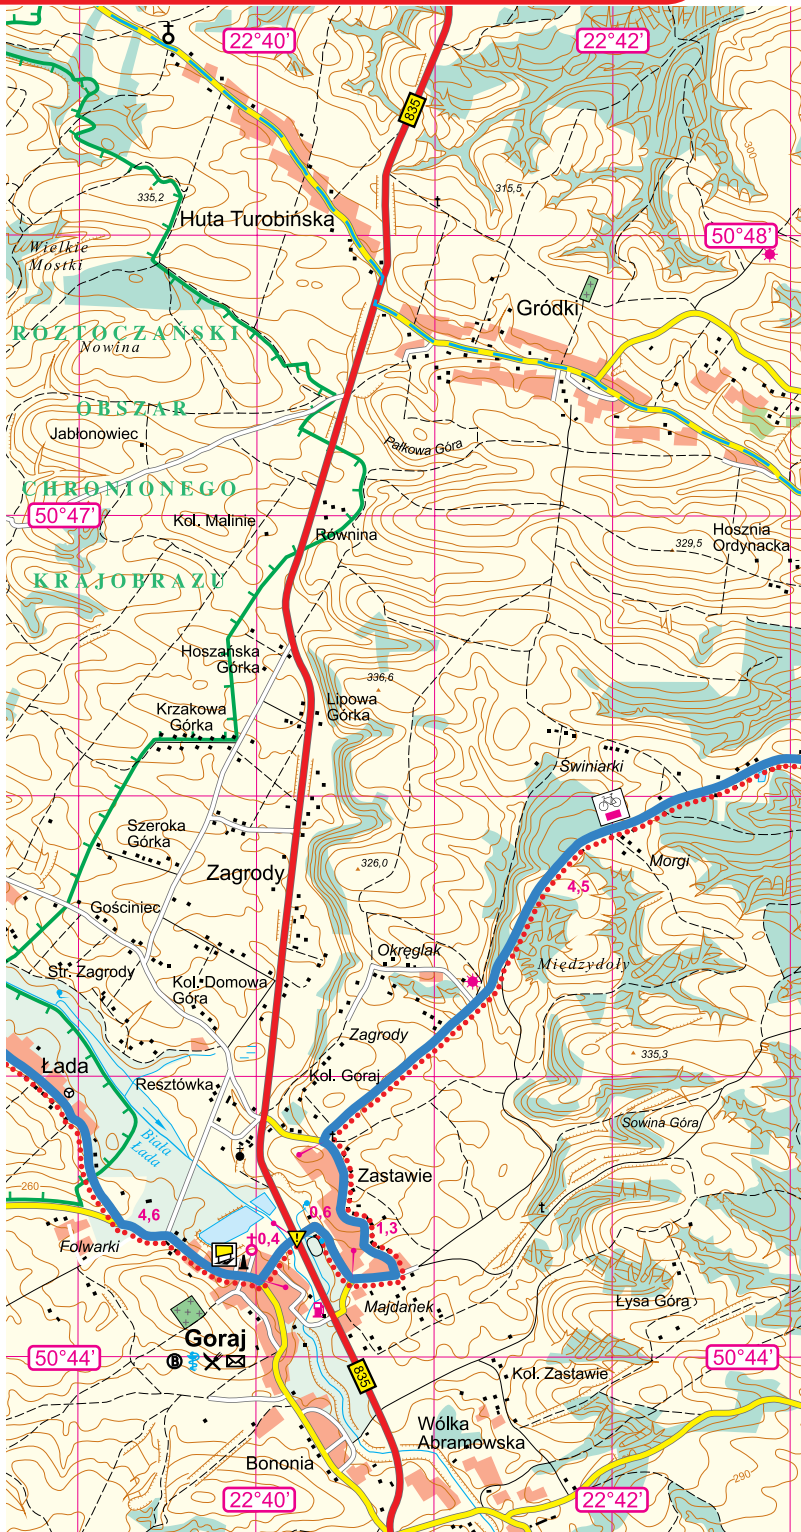 22°40'
22°42'
835
300
335,2
315,5
Huta Turobińska
50°48'
Wielkie
Mostki
Gródki
ROZTOCZAŃSKI
Nowina
OBSZAR
Jabłonowiec
Pałkowa Góra
CHRONIONEGO
50°47'
Kol. Malinie
Równina
Hosznia
Ordynacka
329,5
KRAJOBRAZU
Hoszańska
Górka
336,6
Krzakowa
Górka
Lipowa
Górka
Świniarki
Szeroka
Górka
Morgi
Zagrody
326,0
4,5
Gościniec
Okręglak
Międzydoły
Str. Zagrody
Kol. Domowa
Góra
Zagrody
335,3
Łada
Resztówka
Kol. Goraj
Sowina Góra
Biała
Łada
Zastawie
260
4,6
0,6
1,3
0,4
Folwarki
Majdanek
Łysa Góra
Goraj
50°44'
50°44'
B
835
Kol. Zastawie
Wólka
Abramowska
Bononia
290
22°40'
22°42'